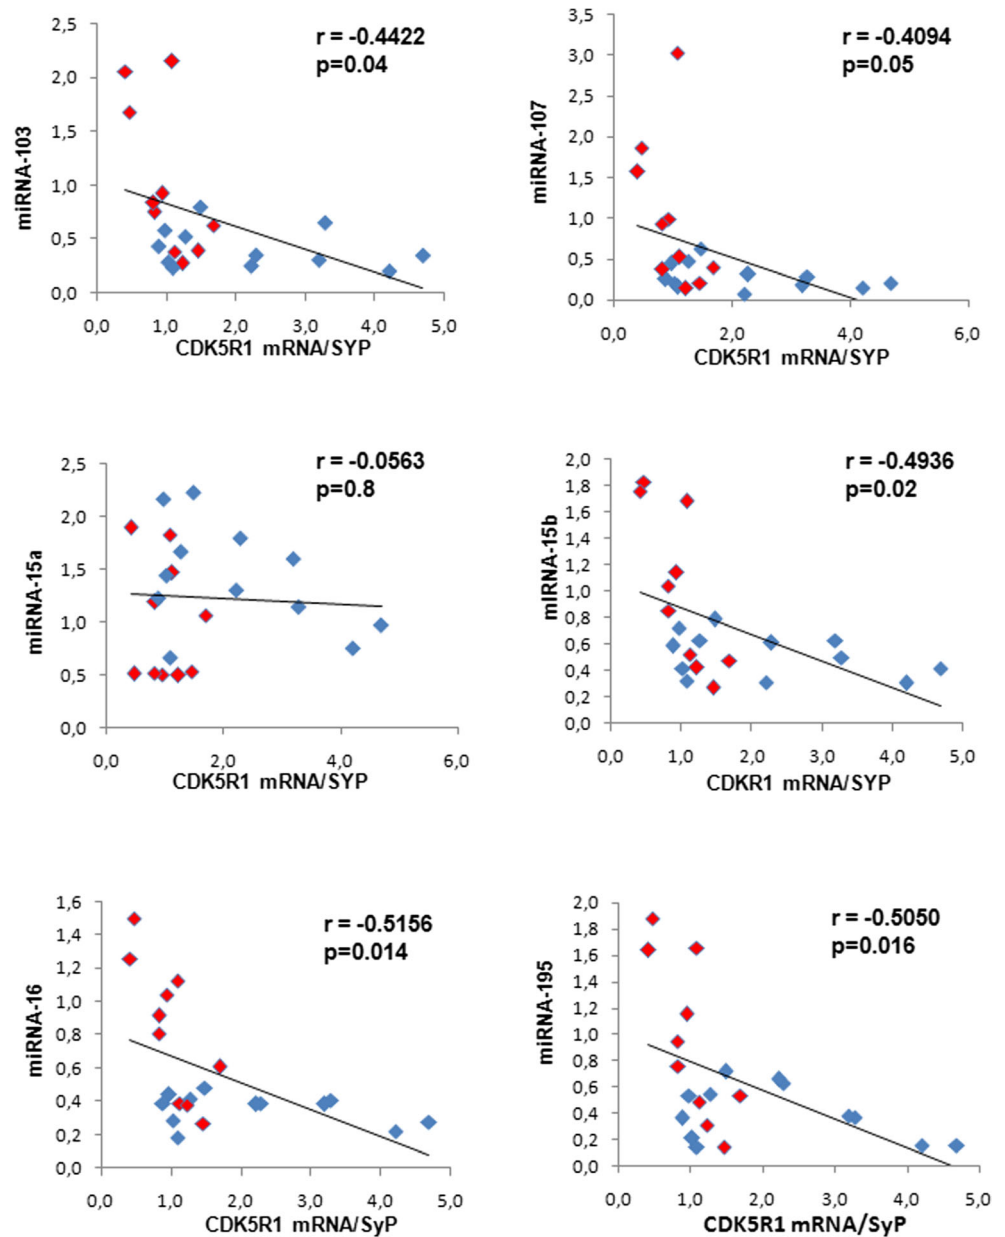 r = -0.4422
p=0.04
miRNA-103
2,5
2,0
1,5
1,0
0,5
0,0
0,0 1,0 2,0 3,0 4,0 5,0
CDK5R1 mRNA/SYP
r = -0.4094
p=0.05
miRNA-107
3,5
3,0
2,5
2,0
1,5
1,0
0,5
0,0
0,0 2,0 4,0 6,0
CDK5R1 mRNA/SYP
r = -0.0563
p=0.8
miRNA-15a
2,5
2,0
1,5
1,0
0,5
0,0
0,0 2,0 4,0 6,0
CDK5R1 mRNA/SYP
r = -0.4936
p=0.02
miRNA-15b
2,0
1,8
1,6
1,4
1,2
1,0
0,8
0,6
0,4
0,2
0,0
0,0 1,0 2,0 3,0 4,0 5,0
CDKR1 mRNA/SYP
r = -0.5156
p=0.014
miRNA-16
1,6
1,4
1,2
1,0
0,8
0,6
0,4
0,2
0,0
0,0 1,0 2,0 3,0 4,0 5,0
CDK5R1 mRNA/SyP
r = -0.5050
p=0.016
miRNA-195
2,0
1,8
1,6
1,4
1,2
1,0
0,8
0,6
0,4
0,2
0,0
0,0 1,0 2,0 3,0 4,0 5,0
CDK5R1 mRNA/SyP